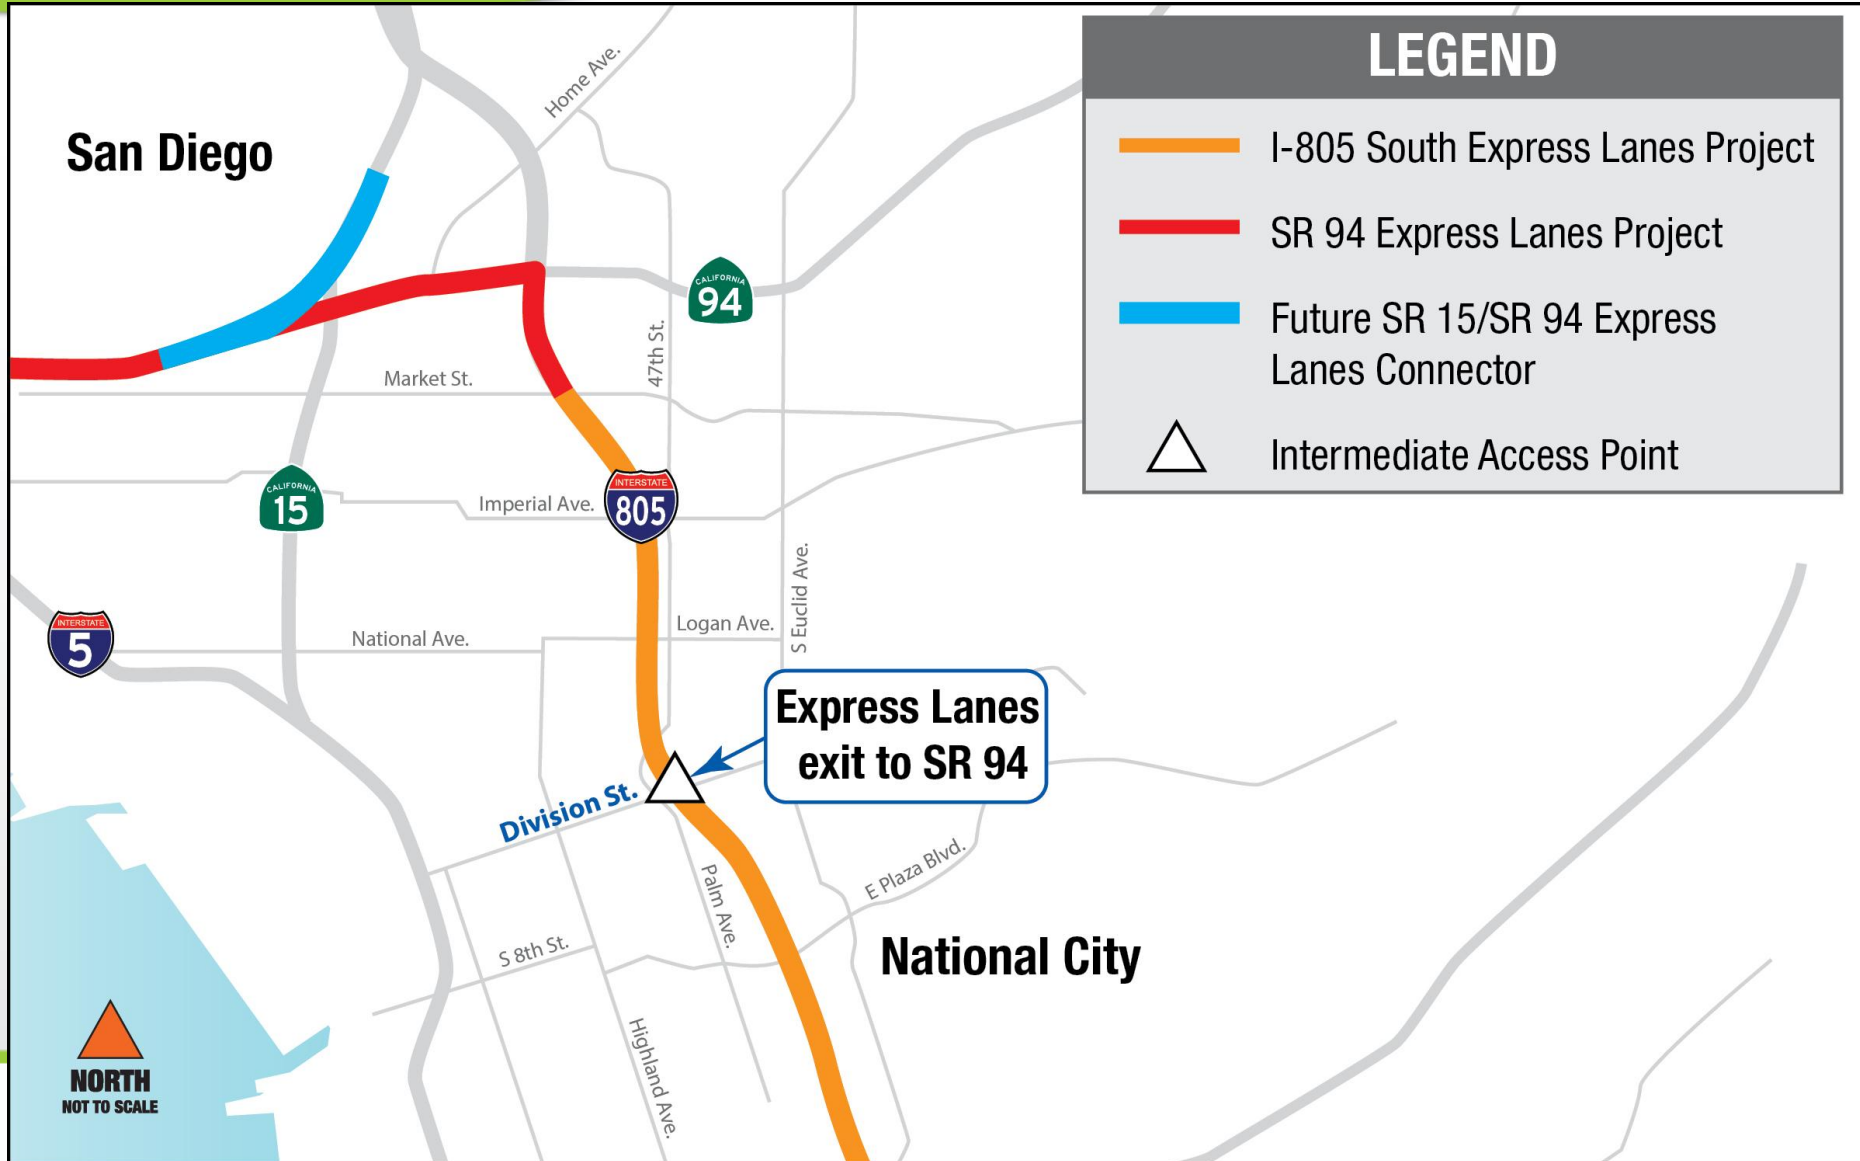 San Diego
Home Ave.
LEGEND
I-805 South Express Lanes Project
SR 94 Express Lanes Project
Future SR 15/SR 94 Express
Lanes Connector
Intermediate Access Point
CALIFORNIA
94
47th St.
Market St.
CALIFORNIA
15
Imperial Ave.
INTERSTATE
805
S Euclid Ave.
INTERSTATE
5
National Ave.
Logan Ave.
Express Lanes
exit to SR 94
Division St.
Palm Ave.
E Plaza Blvd.
S 8th St.
National City
Highland Ave.
NORTH
NOT TO SCALE